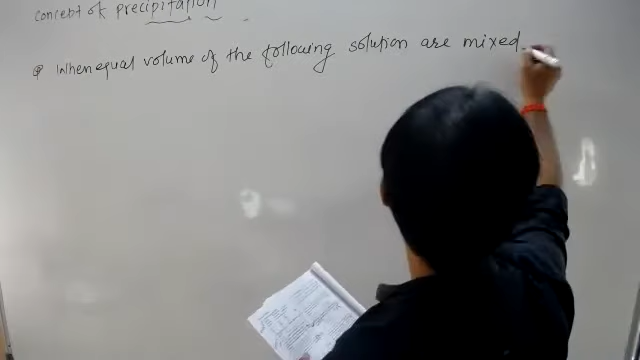 concept of precipitation
Q When equal volume of the following solution are mixed.